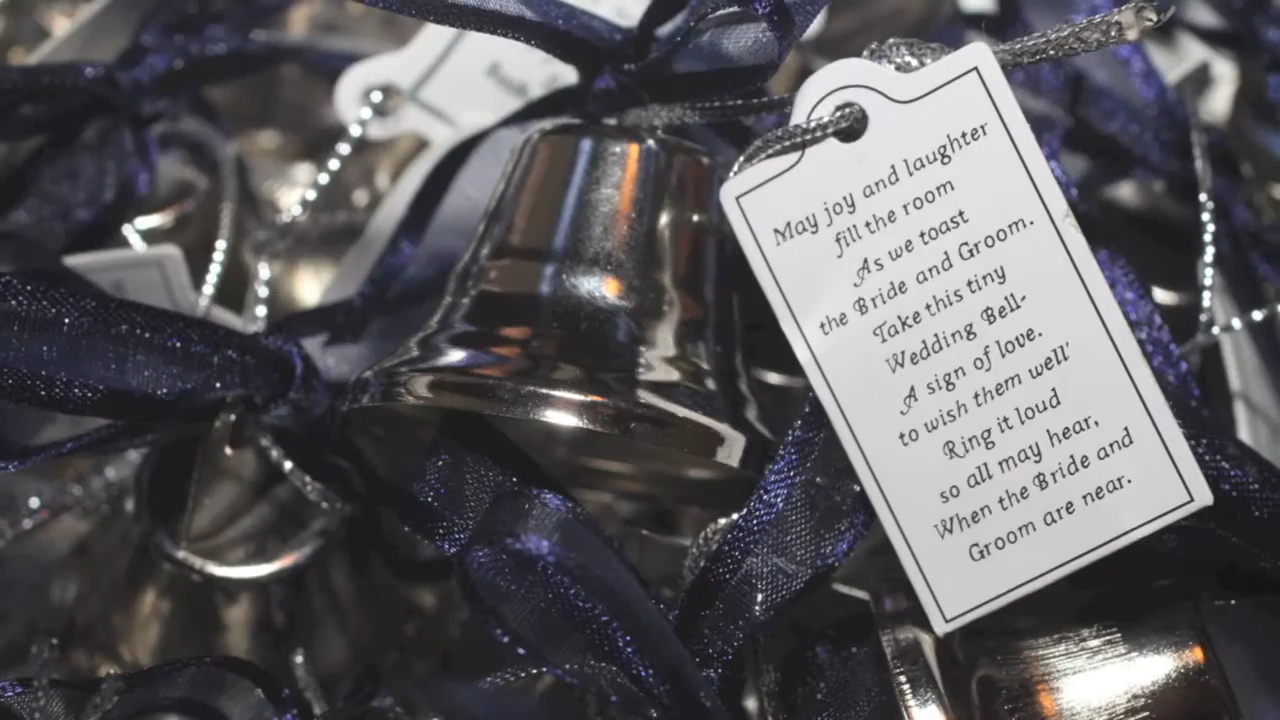 May joy and laughter
fill the room
As we toast
the Bride and Groom.
Take this tiny
Wedding Bell-
A sign of love.
to wish them well'
Ring it loud
so all may hear,
When the Bride and
Groom are near.